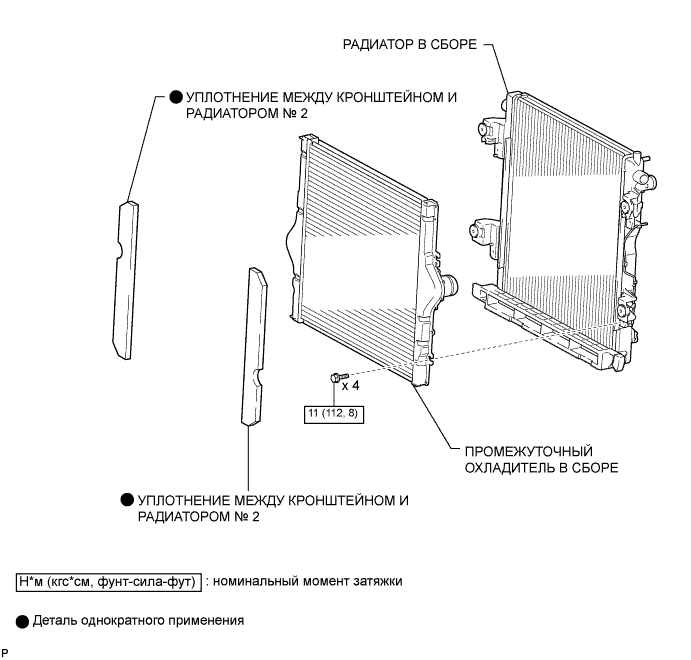 РАДИАТОР В СБОРЕ
УПЛОТНЕНИЕ МЕЖДУ КРОНШТЕЙНОМ И
РАДИАТОРОМ № 2
x 4
11 (112, 8)
ПРОМЕЖУТОЧНЫЙ
ОХЛАДИТЕЛЬ В СБОРЕ
УПЛОТНЕНИЕ МЕЖДУ КРОНШТЕЙНОМ И
РАДИАТОРОМ № 2
Н*м (кгс*см, фунт-сила-фут) : номинальный момент затяжки
Деталь однократного применения
P